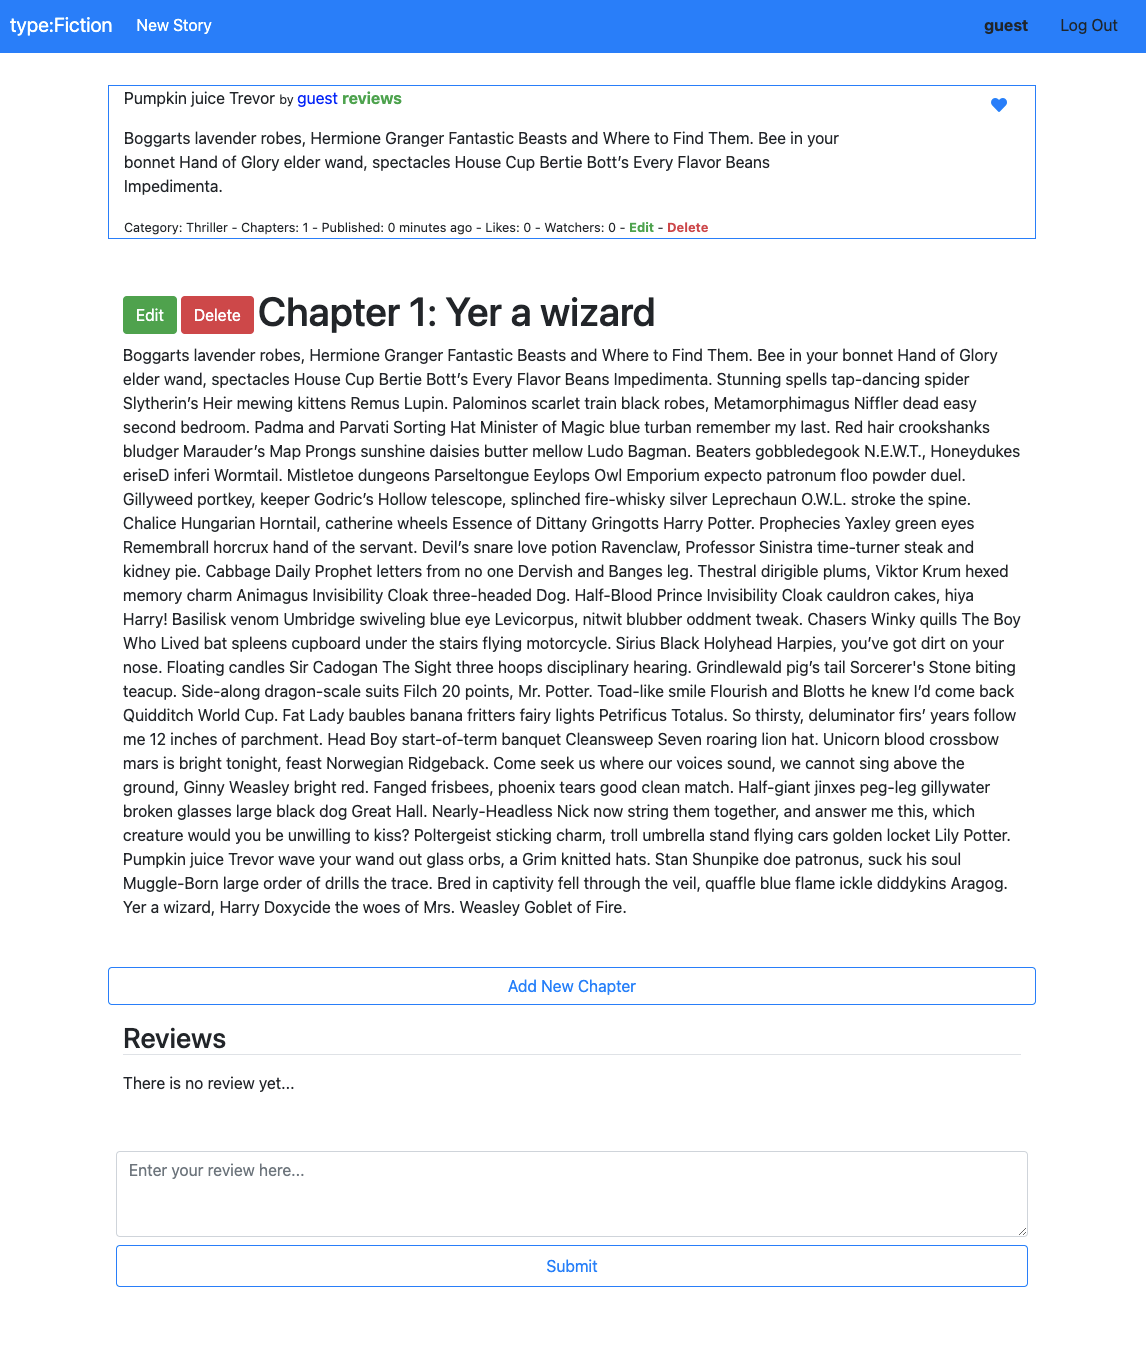 type:Fiction New Story guest Log Out
Pumpkin juice Trevor by guest reviews
Boggarts lavender robes, Hermione Granger Fantastic Beasts and Where to Find Them. Bee in your
bonnet Hand of Glory elder wand, spectacles House Cup Bertie Bott’s Every Flavor Beans
Impedimenta.
Category: Thriller - Chapters: 1 - Published: 0 minutes ago - Likes: 0 - Watchers: 0 - Edit - Delete
Edit Delete Chapter 1: Yer a wizard
Boggarts lavender robes, Hermione Granger Fantastic Beasts and Where to Find Them. Bee in your bonnet Hand of Glory
elder wand, spectacles House Cup Bertie Bott’s Every Flavor Beans Impedimenta. Stunning spells tap-dancing spider
Slytherin’s Heir mewing kittens Remus Lupin. Palominos scarlet train black robes, Metamorphimagus Niffler dead easy
second bedroom. Padma and Parvati Sorting Hat Minister of Magic blue turban remember my last. Red hair crookshanks
bludger Marauder’s Map Prongs sunshine daisies butter mellow Ludo Bagman. Beaters gobbledegook N.E.W.T., Honeydukes
eriseD inferi Wormtail. Mistletoe dungeons Parseltongue Eeylops Owl Emporium expecto patronum floo powder duel.
Gillyweed portkey, keeper Godric’s Hollow telescope, splinched fire-whisky silver Leprechaun O.W.L. stroke the spine.
Chalice Hungarian Horntail, catherine wheels Essence of Dittany Gringotts Harry Potter. Prophecies Yaxley green eyes
Remembrall horcrux hand of the servant. Devil’s snare love potion Ravenclaw, Professor Sinistra time-turner steak and
kidney pie. Cabbage Daily Prophet letters from no one Dervish and Banges leg. Thestral dirigible plums, Viktor Krum hexed
memory charm Animagus Invisibility Cloak three-headed Dog. Half-Blood Prince Invisibility Cloak cauldron cakes, hiya
Harry! Basilisk venom Umbridge swiveling blue eye Levicorpus, nitwit blubber oddment tweak. Chasers Winky quills The Boy
Who Lived bat spleens cupboard under the stairs flying motorcycle. Sirius Black Holyhead Harpies, you’ve got dirt on your
nose. Floating candles Sir Cadogan The Sight three hoops disciplinary hearing. Grindlewald pig’s tail Sorcerer's Stone biting
teacup. Side-along dragon-scale suits Filch 20 points, Mr. Potter. Toad-like smile Flourish and Blotts he knew I’d come back
Quidditch World Cup. Fat Lady baubles banana fritters fairy lights Petrificus Totalus. So thirsty, deluminator firs’ years follow
me 12 inches of parchment. Head Boy start-of-term banquet Cleansweep Seven roaring lion hat. Unicorn blood crossbow
mars is bright tonight, feast Norwegian Ridgeback. Come seek us where our voices sound, we cannot sing above the
ground, Ginny Weasley bright red. Fanged frisbees, phoenix tears good clean match. Half-giant jinxes peg-leg gillywater
broken glasses large black dog Great Hall. Nearly-Headless Nick now string them together, and answer me this, which
creature would you be unwilling to kiss? Poltergeist sticking charm, troll umbrella stand flying cars golden locket Lily Potter.
Pumpkin juice Trevor wave your wand out glass orbs, a Grim knitted hats. Stan Shunpike doe patronus, suck his soul
Muggle-Born large order of drills the trace. Bred in captivity fell through the veil, quaffle blue flame ickle diddykins Aragog.
Yer a wizard, Harry Doxycide the woes of Mrs. Weasley Goblet of Fire.
Add New Chapter
Reviews
There is no review yet...
Enter your review here...
Submit